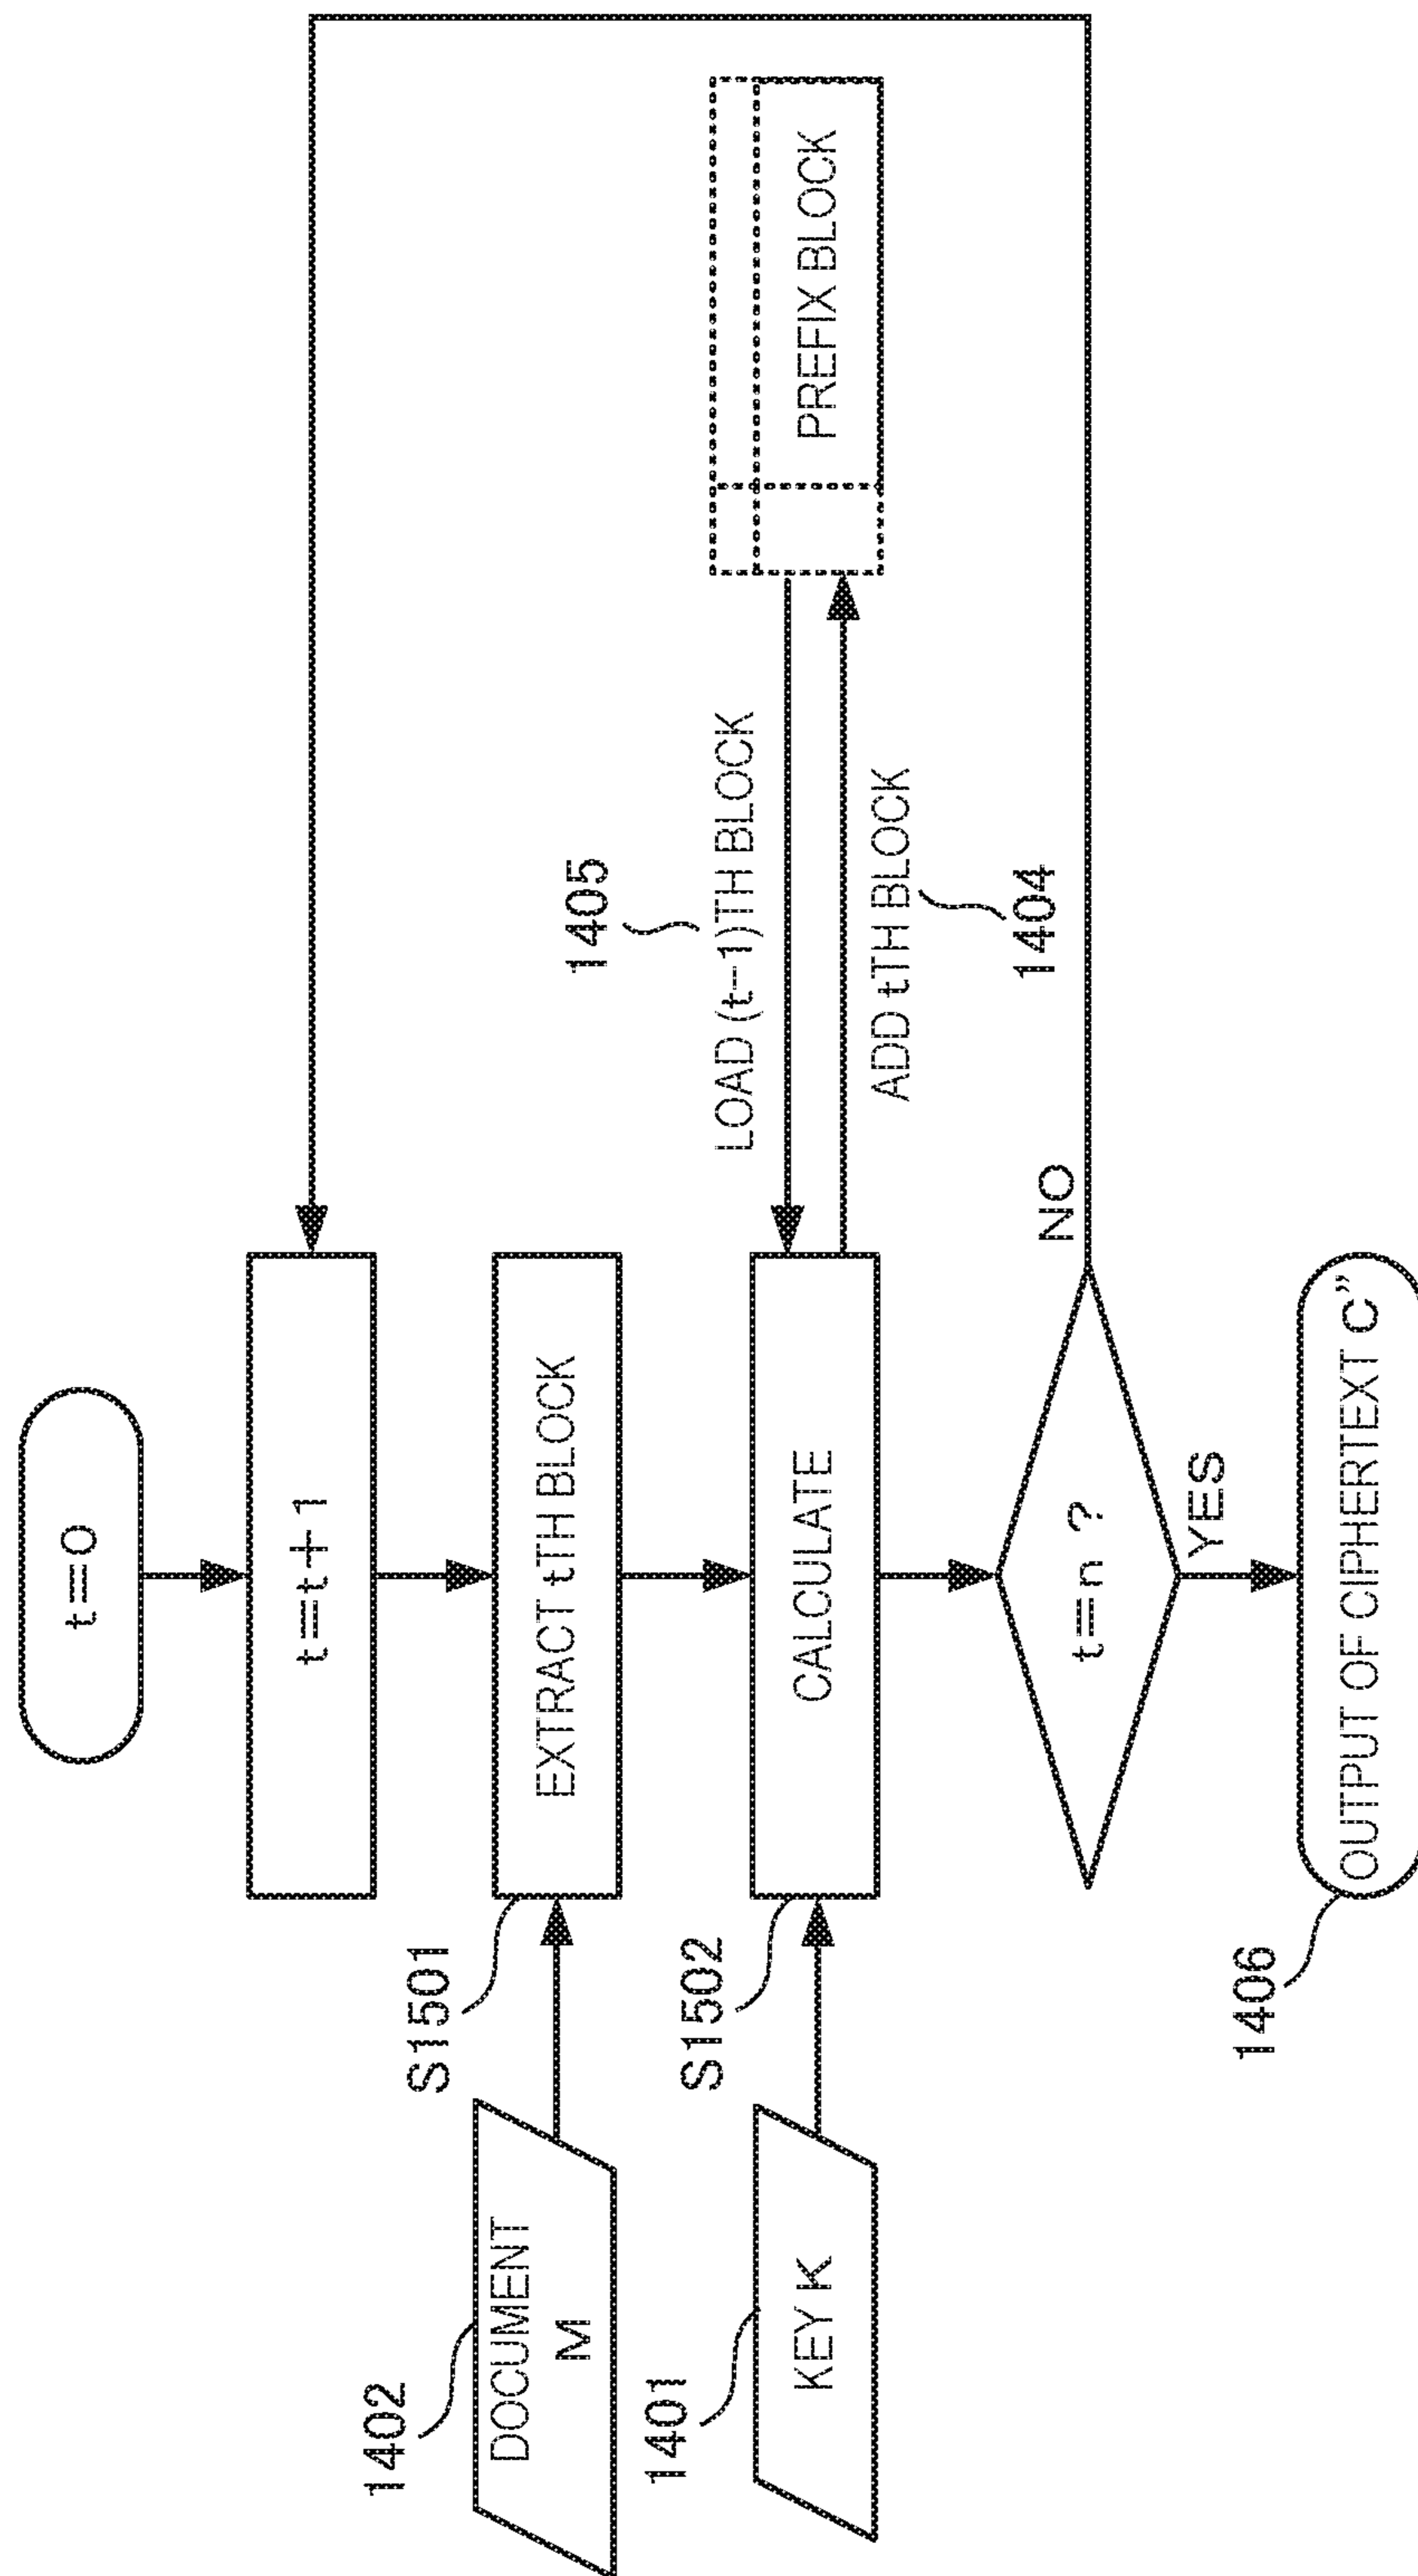 t=0
t=t+1
1402
DOCUMENT
M
S1501
EXTRACT tTH BLOCK
1405
LOAD (t-1)TH BLOCK
1401
KEY K
S1502
CALCULATE
PREFIX BLOCK
ADD tTH BLOCK
1404
t=n ?
NO
YES
1406
OUTPUT OF CIPHERTEXT C”